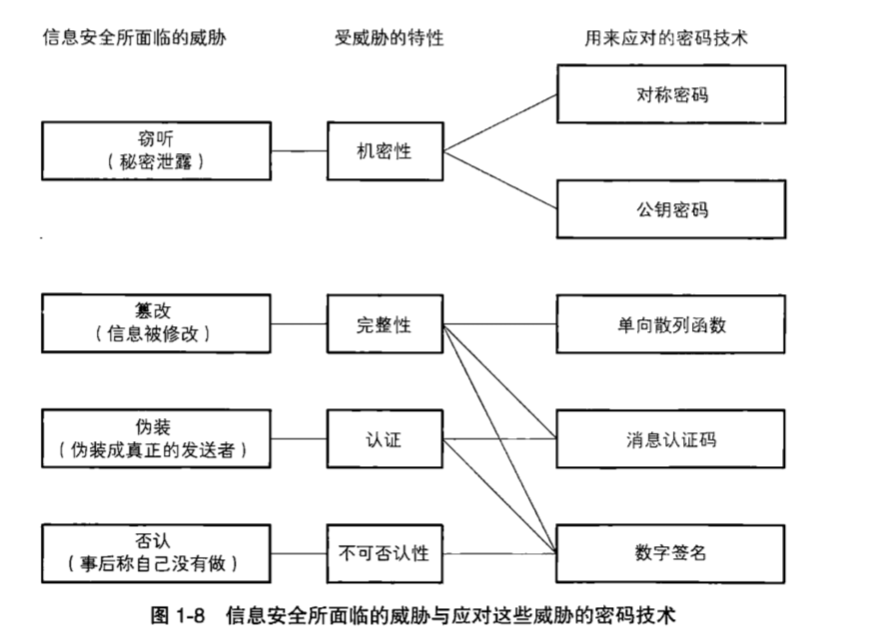 信息安全所面临的威胁
受威胁的特性
用来应对的密码技术
对称密码
窃听
（秘密泄露）
机密性
公钥密码
篡改
（信息被修改）
完整性
单向散列函数
伪装
（伪装成真正的发送者）
认证
消息认证码
否认
（事后称自己没有做）
不可否认性
数字签名
图 1-8 信息安全所面临的威胁与应对这些威胁的密码技术